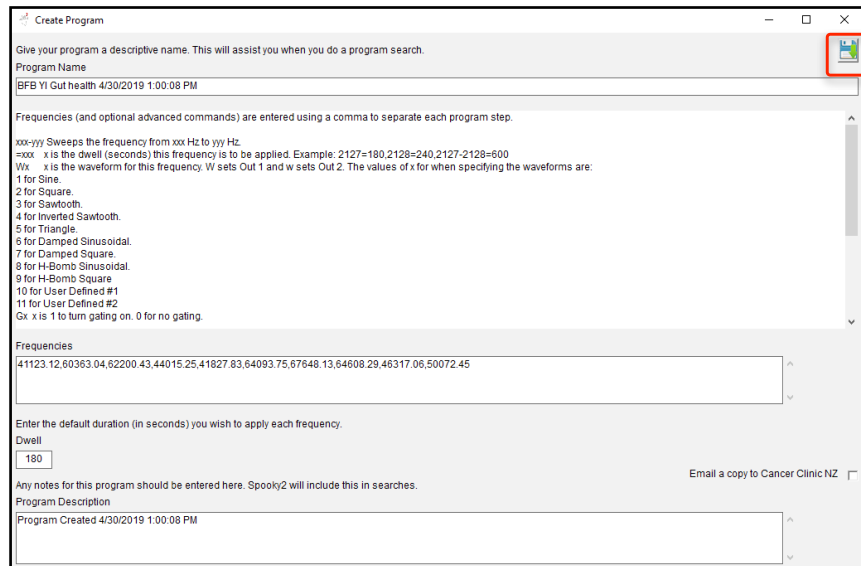 Create Program
Give your program a descriptive name. This will assist you when you do a program search.
Program Name
BFB YI Gut health 4/30/2019 1:00:08 PM
Frequencies (and optional advanced commands) are entered using a comma to separate each program step.
xxx-yyy Sweeps the frequency from xxx Hz to yyy Hz.
=xxx x is the dwell (seconds) this frequency is to be applied. Example: 2127=180,2128=240,2127-2128=600
Wx x is the waveform for this frequency. W sets Out 1 and w sets Out 2. The values of x for when specifying the waveforms are:
1 for Sine.
2 for Square.
3 for Sawtooth.
4 for Inverted Sawtooth.
5 for Triangle.
6 for Damped Sinusoidal.
7 for Damped Square.
8 for H-Bomb Sinusoidal.
9 for H-Bomb Square
10 for User Defined #1
11 for User Defined #2
Gx x is 1 to turn gating on. 0 for no gating.
Frequencies
41123.12,60363.04,62200.43,44015.25,41827.83,64093.75,67648.13,64608.29,46317.06,50072.45
Enter the default duration (in seconds) you wish to apply each frequency.
Dwell
180
Email a copy to Cancer Clinic NZ
Any notes for this program should be entered here. Spooky2 will include this in searches.
Program Description
Program Created 4/30/2019 1:00:08 PM